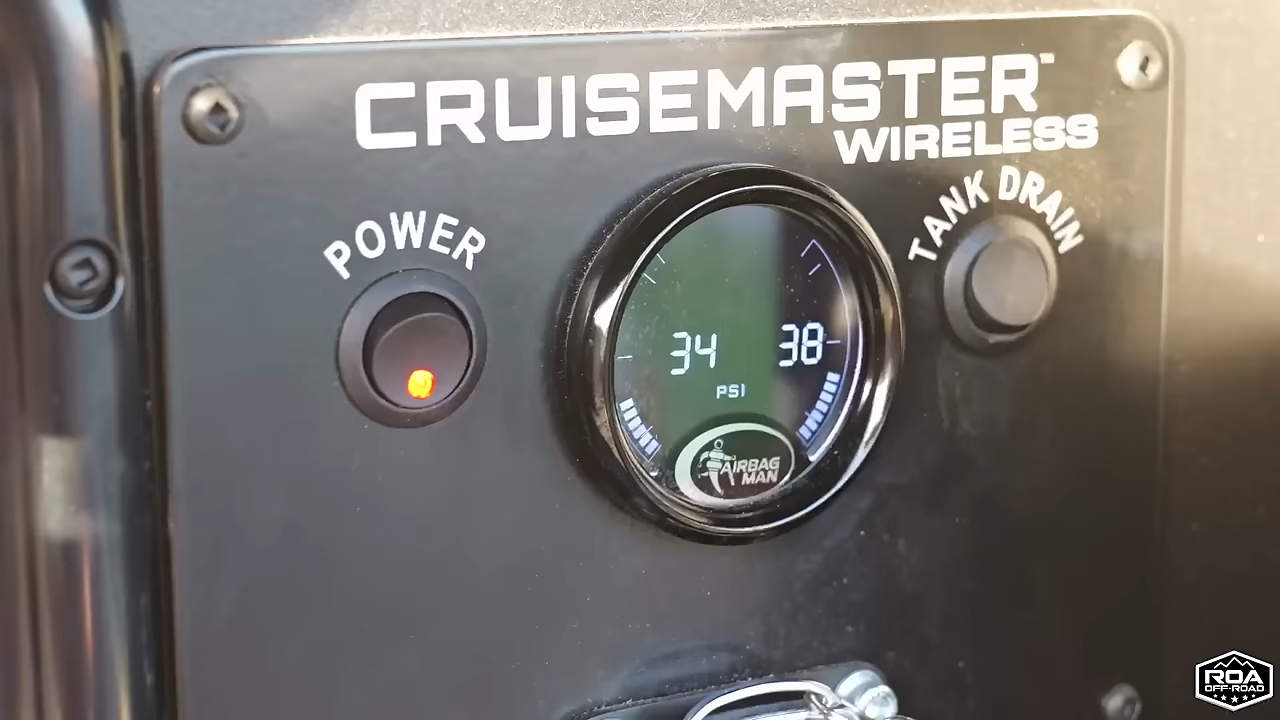 CRUISEMASTER™
WIRELESS
POWER
TANK DRAIN
34 38
PSI
AIRBAG
MAN
ROA
OFF-ROAD